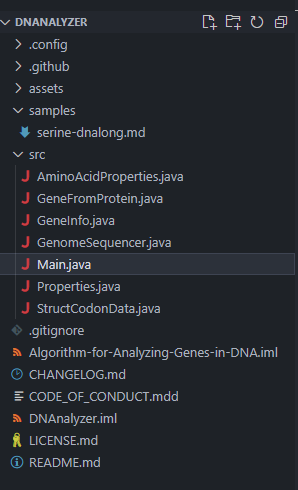 DNANALYZER
.config
.github
assets
samples
serine-dnalong.md
src
AminoAcidProperties.java
GeneFromProtein.java
GeneInfo.java
GenomeSequencer.java
Main.java
Properties.java
StructCodonData.java
.gitignore
Algorithm-for-Analyzing-Genes-in-DNA.iml
CHANGELOG.md
CODE_OF_CONDUCT.mdd
DNAnalyzer.iml
LICENSE.md
README.md